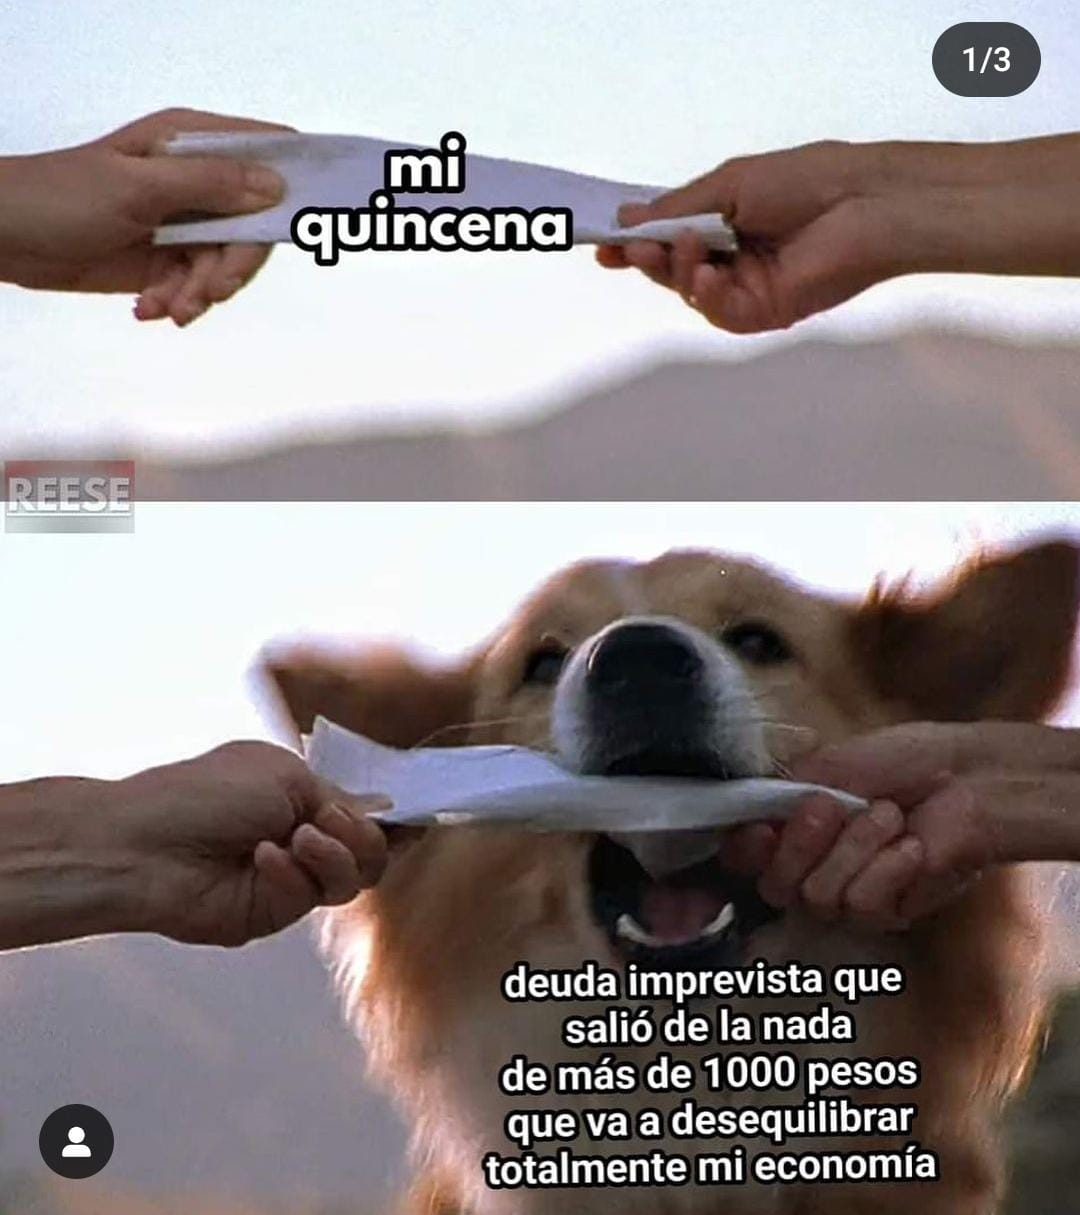 1/3
mi
quincena
REESE
deuda imprevista que
salió de la nada
de más de 1000 pesos
que va a desequilibrar
totalmente mi economía